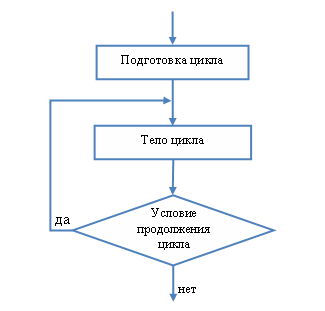 Подготовка цикла
Тело цикла
Условие
продолжения
цикла
да
нет